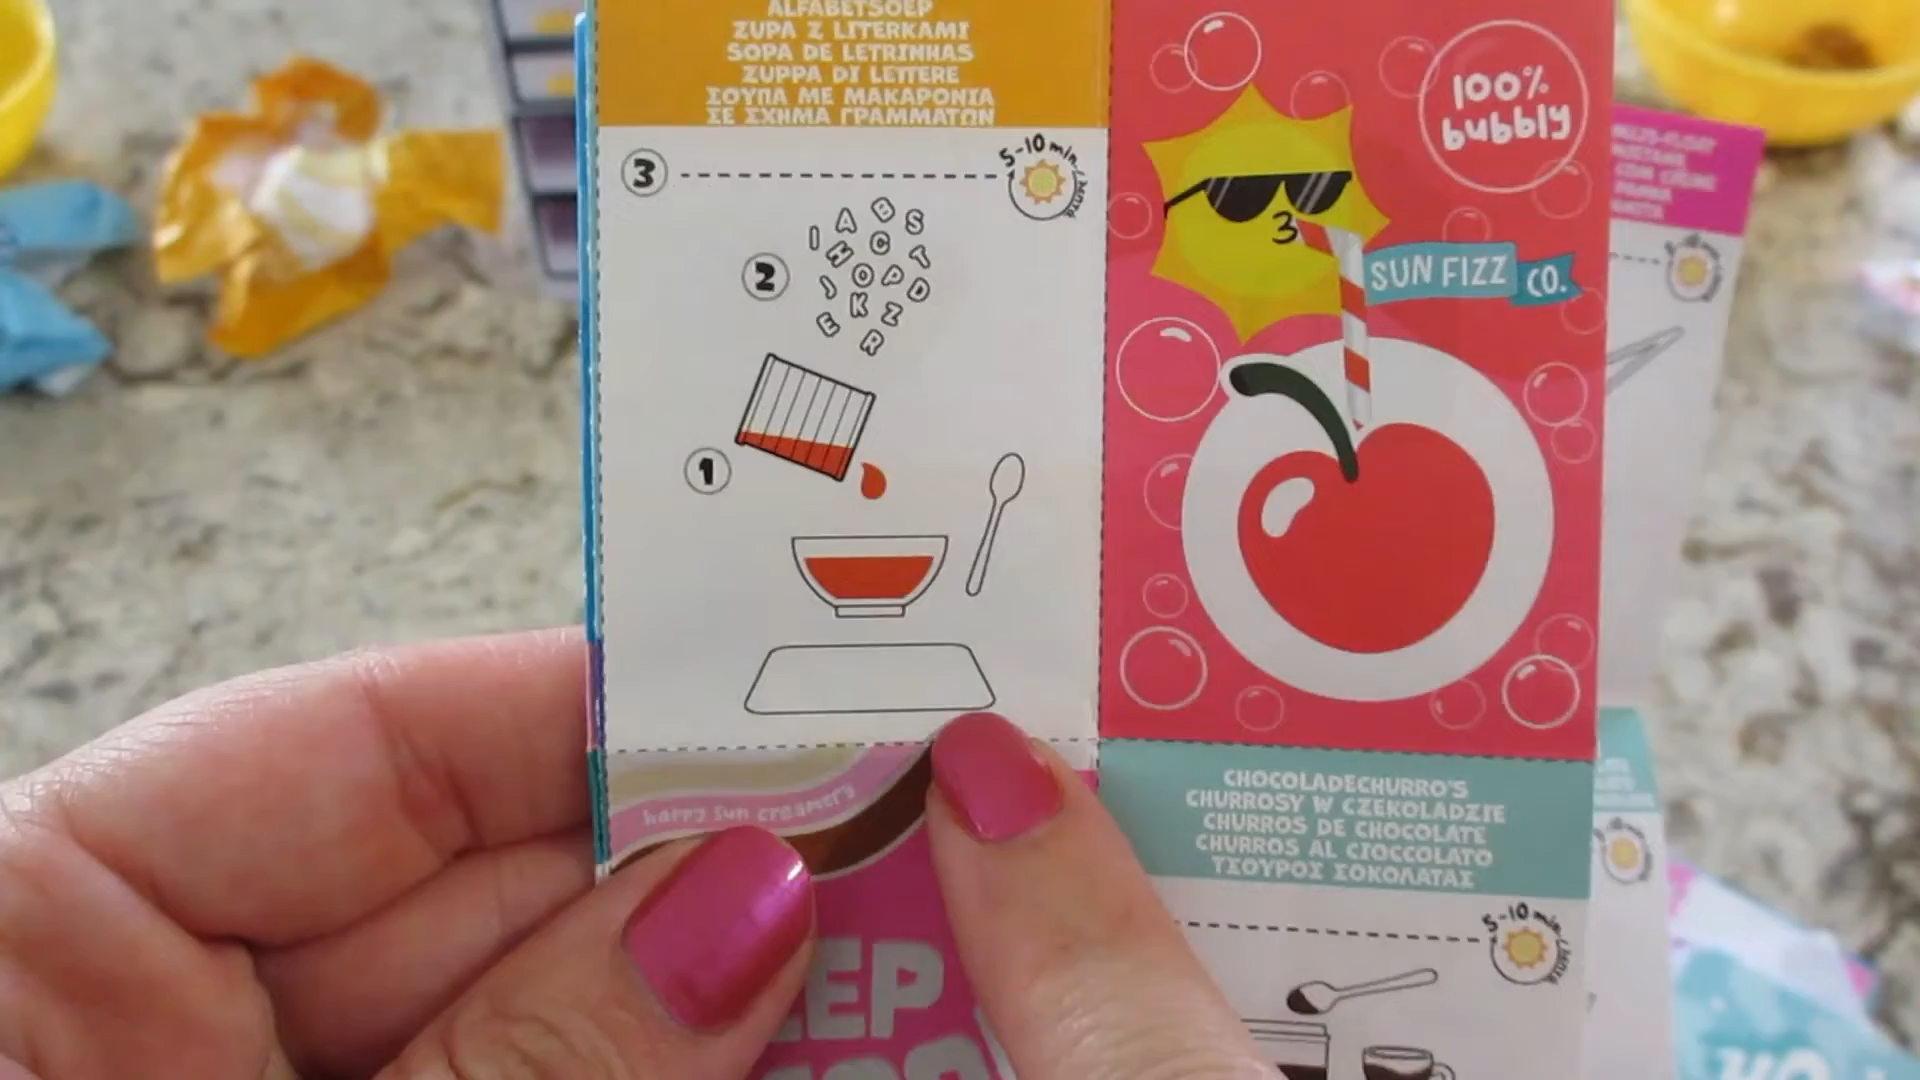 ALFABETSOEP
ZUPA Z LITERKAMI
SOPA DE LETRINHAS
ZUPPA DI LETTERE
ΣΟΥΠΑ ΜΕ ΜΑΚΑΡΟΝΙΑ
ΣΕ ΣΧΗΜΑ ΓΡΑΜΜΑΤΩΝ
3
5-10 min./
2
A B S
I H C T
J O P D
K Z
E R
1
100%
bubbly
3
SUN FIZZ CO.
happy sun creamery
EP
CHOCOLADECHURRO'S
CHURROSY W CZEKOLADZIE
CHURROS DE CHOCOLATE
CHURROS AL CIOCCOLATO
ΤΣΟΥΡΟΣ ΣΟΚΟΛΑΤΑΣ
5-10 min./